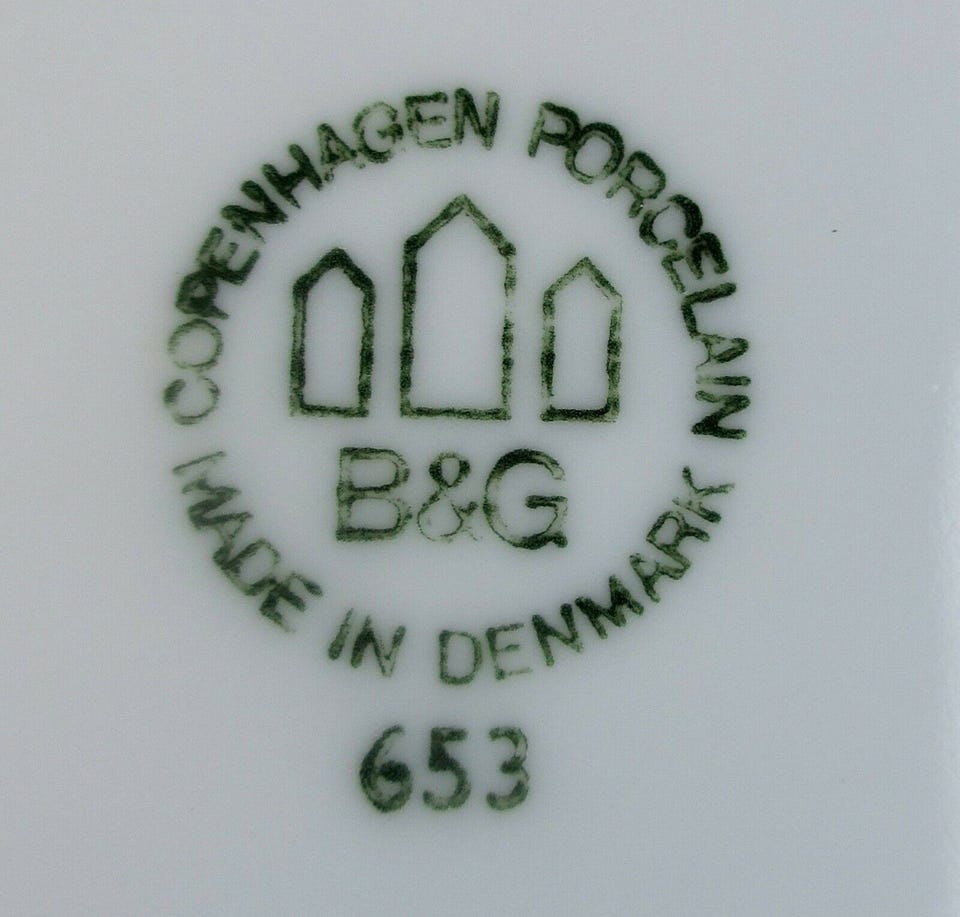 COPENHAGEN PORCELAIN
B&G
MADE IN DENMARK
653